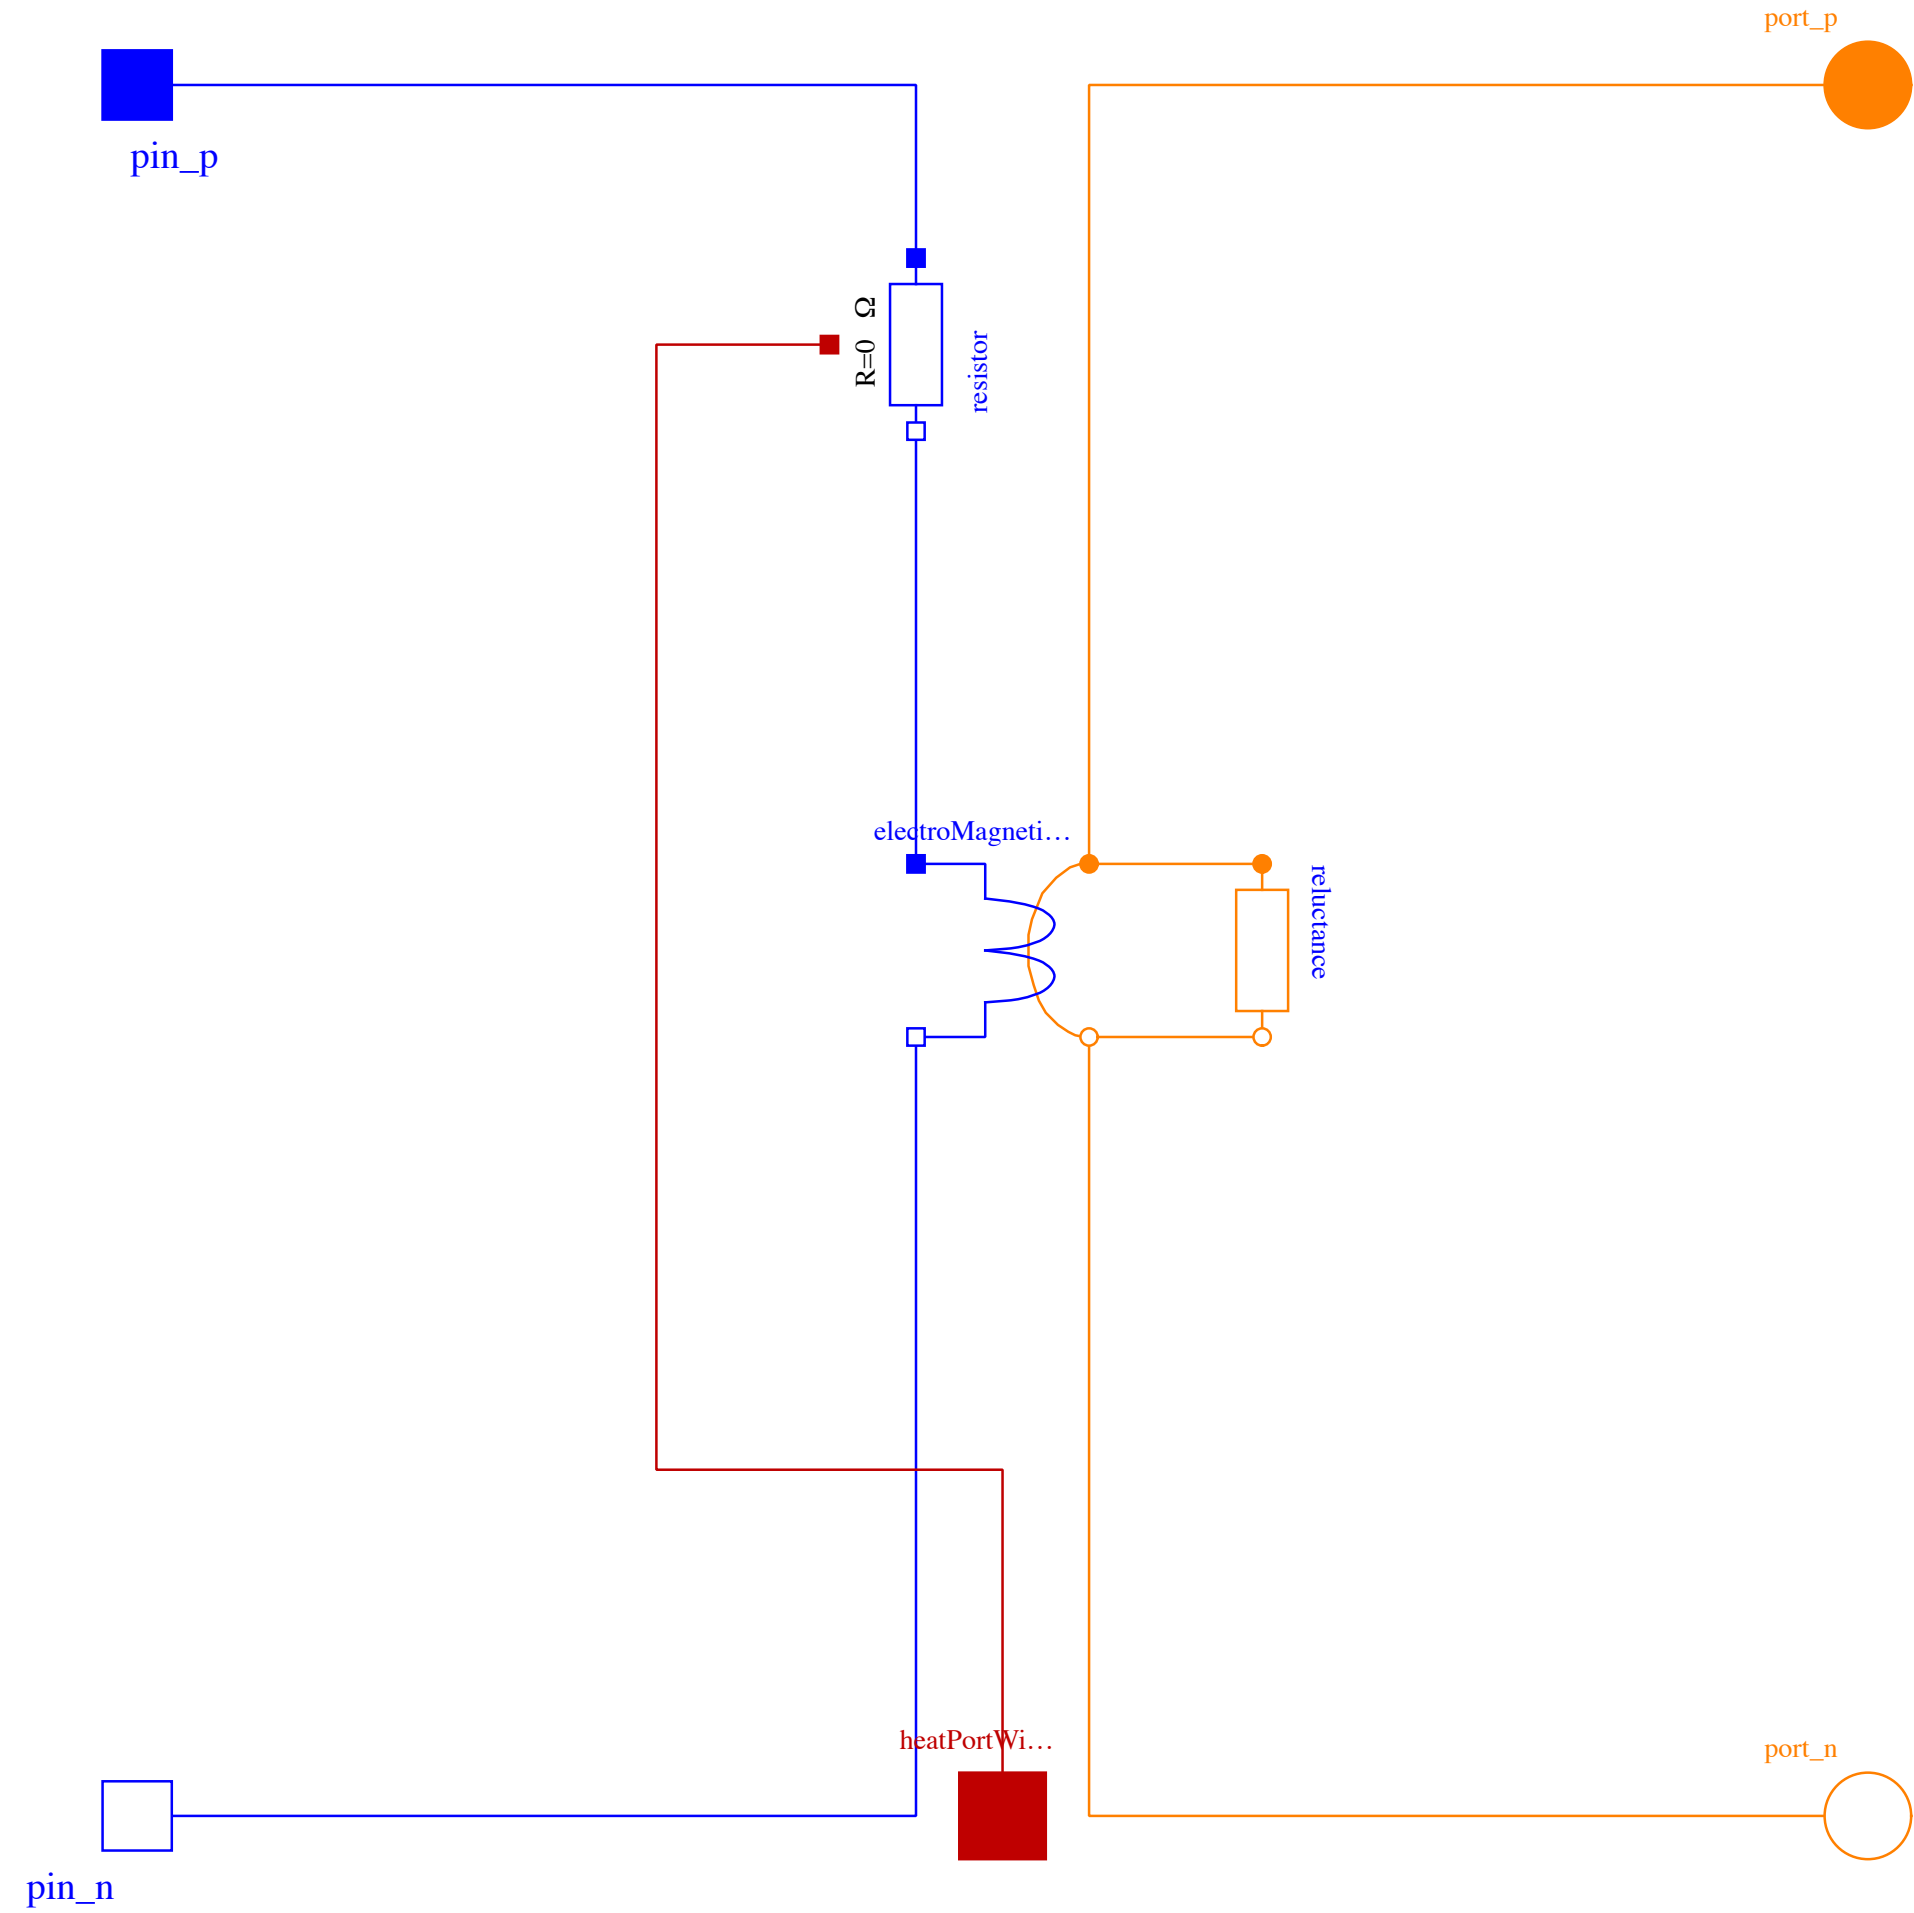 port_p
pin_p
R=0 Ω
resistor
electroMagneti…
reluctance
heatPortWi…
port_n
pin_n